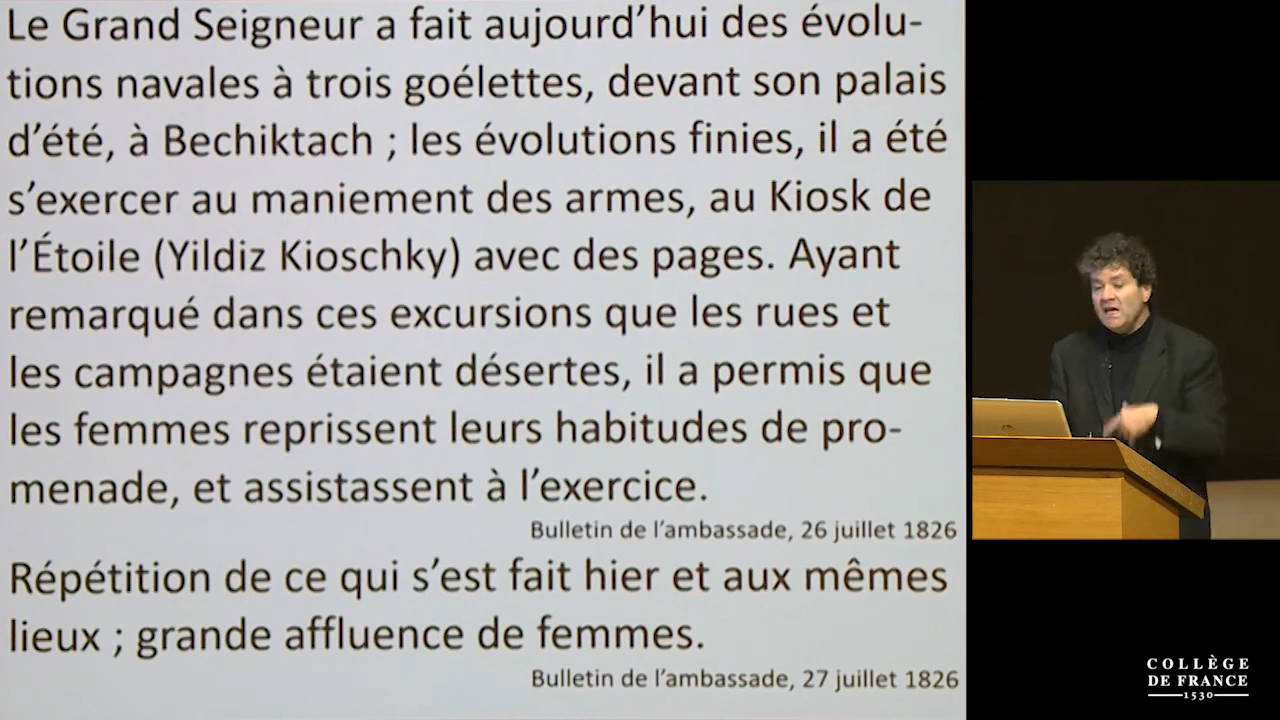 Le Grand Seigneur a fait aujourd’hui des évolu-
tions navales à trois goélettes, devant son palais
d’été, à Bechiktach ; les évolutions finies, il a été
s’exercer au maniement des armes, au Kiosk de
l’Étoile (Yildiz Kioschky) avec des pages. Ayant
remarqué dans ces excursions que les rues et
les campagnes étaient désertes, il a permis que
les femmes reprissent leurs habitudes de pro-
menade, et assistassent à l’exercice.
Bulletin de l’ambassade, 26 juillet 1826
Répétition de ce qui s’est fait hier et aux mêmes
lieux ; grande affluence de femmes.
Bulletin de l’ambassade, 27 juillet 1826
COLLÈGE
DE FRANCE
1530